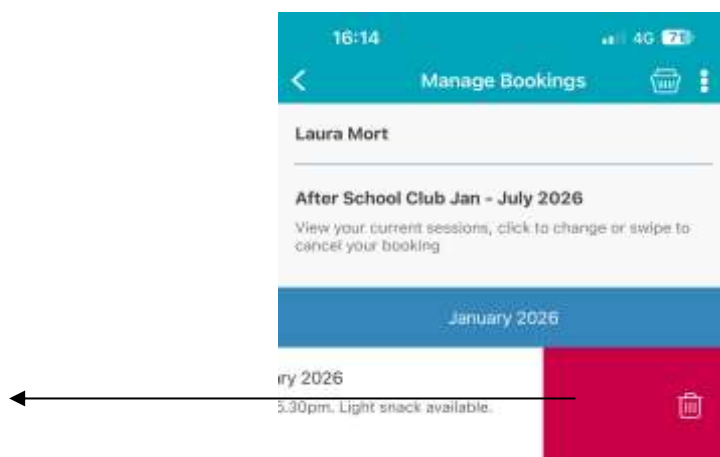 16:14 4G 71
Manage Bookings
Laura Mort
After School Club Jan - July 2026
View your current sessions, click to change or swipe to
cancel your booking
January 2026
ry 2026
5.30pm. Light snack available.